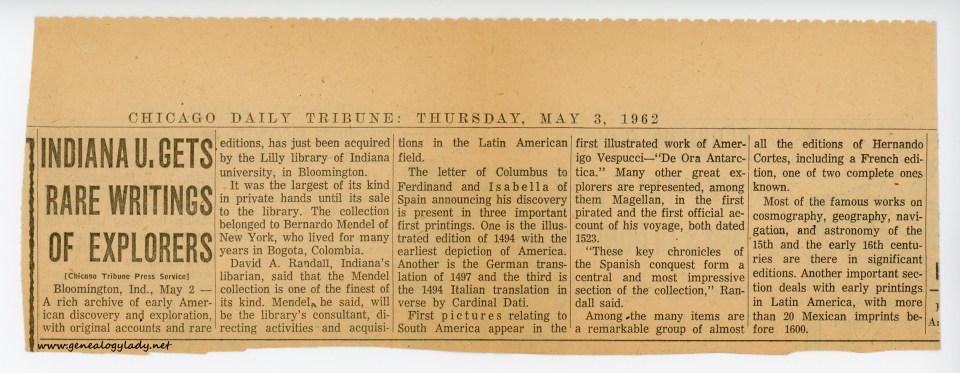 CHICAGO DAILY TRIBUNE: THURSDAY, MAY 3, 1962
INDIANA U. GETS
RARE WRITINGS
OF EXPLORERS
[Chicago Tribune Press Service]
Bloomington, Ind., May 2 —
A rich archive of early Amer-
ican discovery and exploration,
with original accounts and rare
editions, has just been acquired
by the Lilly library of Indiana
university, in Bloomington.
It was the largest of its kind
in private hands until its sale
to the library. The collection
belonged to Bernardo Mendel of
New York, who lived for many
years in Bogota, Colombia.
David A. Randall, Indiana's
libarian, said that the Mendel
collection is one of the finest of
its kind. Mendel, he said, will
be the library's consultant, di-
recting activities and acquisi-
tions in the Latin American
field.
The letter of Columbus to
Ferdinand and Isabella of
Spain announcing his discovery
is present in three important
first printings. One is the illus-
trated edition of 1494 with the
earliest depiction of America.
Another is the German trans-
lation of 1497 and the third is
the 1494 Italian translation in
verse by Cardinal Dati.
First pictures relating to
South America appear in the
first illustrated work of Amer-
igo Vespucci—"De Ora Antarc-
tica." Many other great ex-
plorers are represented, among
them Magellan, in the first
pirated and the first official ac-
count of his voyage, both dated
1523.
"These key chronicles of
the Spanish conquest form a
central and most impressive
section of the collection," Ran-
dall said.
Among the many items are
a remarkable group of almost
all the editions of Hernando
Cortes, including a French edi-
tion, one of two complete ones
known.
Most of the famous works on
cosmography, geography, navi-
gation, and astronomy of the
15th and the early 16th centu-
ries are there in significant
editions. Another important sec-
tion deals with early printings
in Latin America, with more
than 20 Mexican imprints be-
fore 1600.
www.genealogylady.net